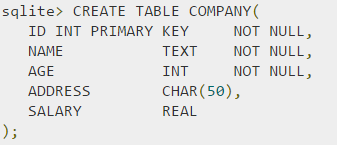 sqlite> CREATE TABLE COMPANY(
   ID INT PRIMARY KEY     NOT NULL,
   NAME           TEXT    NOT NULL,
   AGE            INT     NOT NULL,
   ADDRESS        CHAR(50),
   SALARY         REAL
);